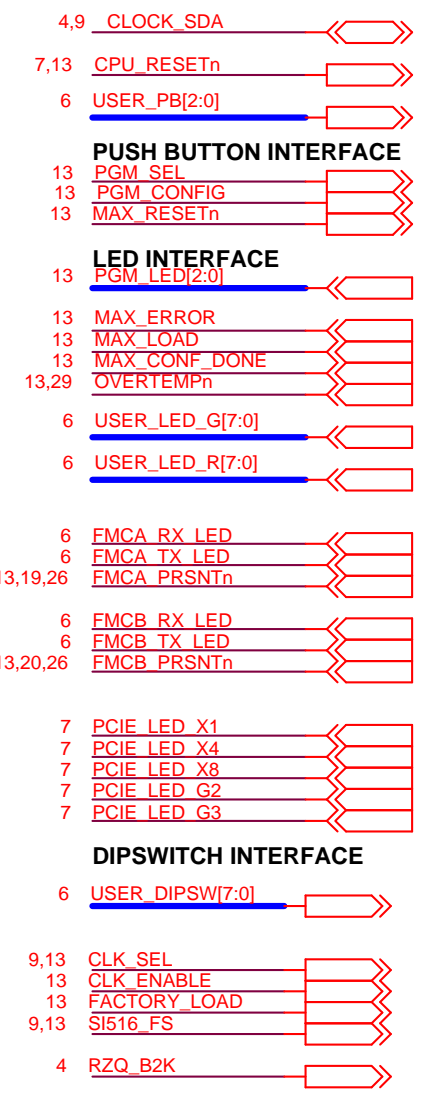 4,9 CLOCK_SDA
7,13 CPU_RESETn
6 USER_PB[2:0]
PUSH BUTTON INTERFACE
13 PGM_SEL
13 PGM_CONFIG
13 MAX_RESETn
LED INTERFACE
13 PGM_LED[2:0]
13 MAX_ERROR
13 MAX_LOAD
13 MAX_CONF_DONE
13,29 OVERTEMPn
6 USER_LED_G[7:0]
6 USER_LED_R[7:0]
6 FMCA_RX_LED
6 FMCA_TX_LED
13,19,26 FMCA_PRSNTn
6 FMCB_RX_LED
6 FMCB_TX_LED
13,20,26 FMCB_PRSNTn
7 PCIE_LED_X1
7 PCIE_LED_X4
7 PCIE_LED_X8
7 PCIE_LED_G2
7 PCIE_LED_G3
DIPSWITCH INTERFACE
6 USER_DIPSW[7:0]
9,13 CLK_SEL
13 CLK_ENABLE
13 FACTORY_LOAD
9,13 SI516_FS
4 RZQ_B2K